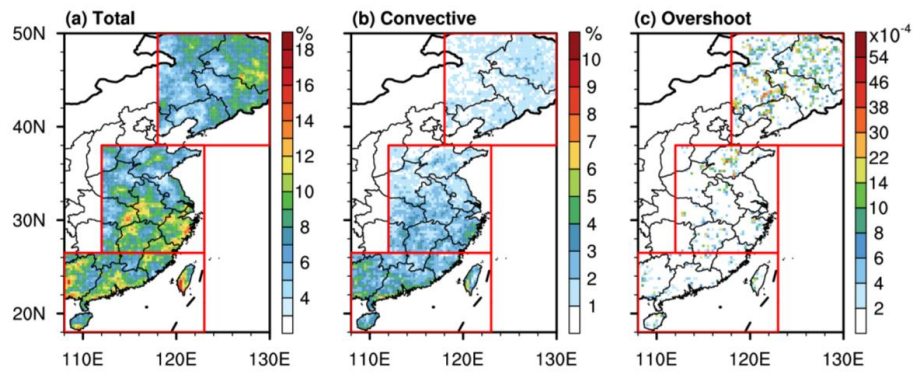 (a) Total
(b) Convective
(c) Overshoot
50N
40N
30N
20N
110E 120E 130E
%
18
16
14
12
10
8
6
4
110E 120E 130E
%
10
9
8
7
6
5
4
3
2
1
110E 120E 130E
x10⁻⁴
54
46
38
30
22
14
10
8
6
4
2